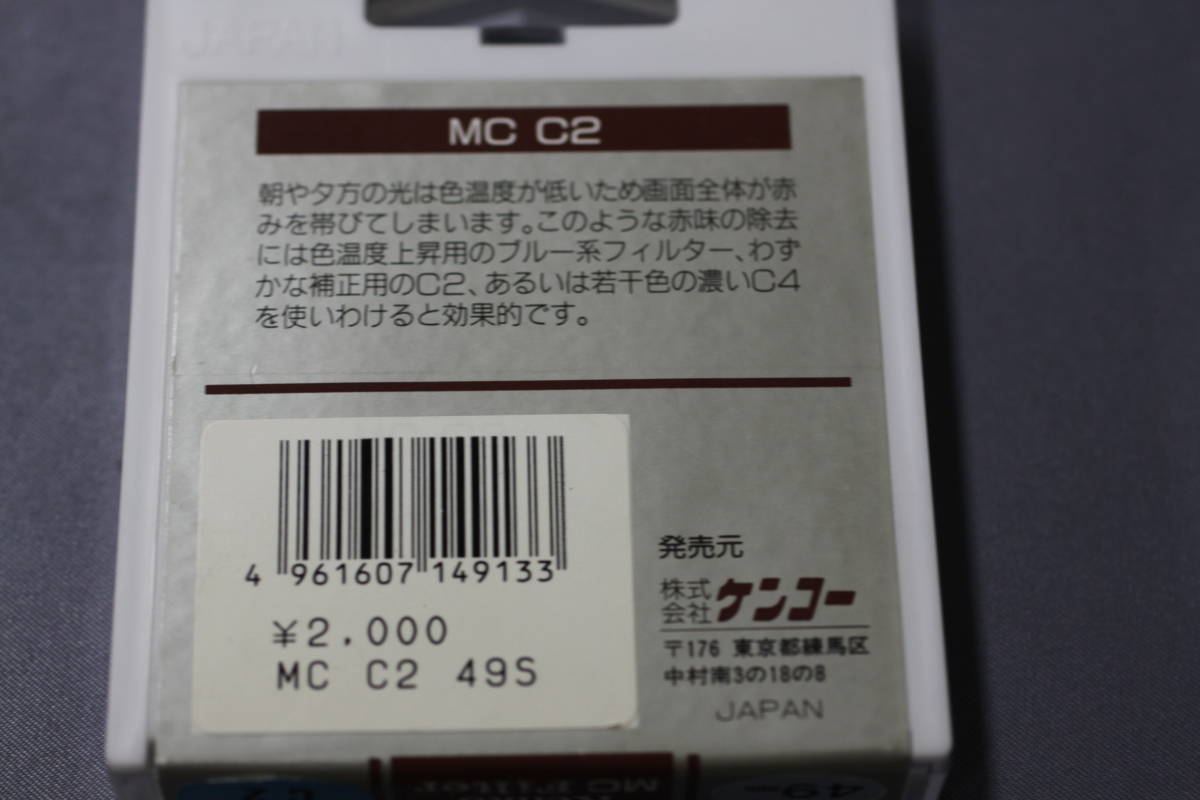 JAPAN
MC C2
朝や夕方の光は色温度が低いため画面全体が赤
みを帯びてしまいます。このような赤味の除去
には色温度上昇用のブルー系フィルター、わず
かな補正用のC2、あるいは若干色の濃いC4
を使いわけると効果的です。
4 961607 149133
¥2,000
MC C2 49S
発売元
株式会社ケンコー
〒176 東京都練馬区
中村南3の18の8
JAPAN
MC Filter
49